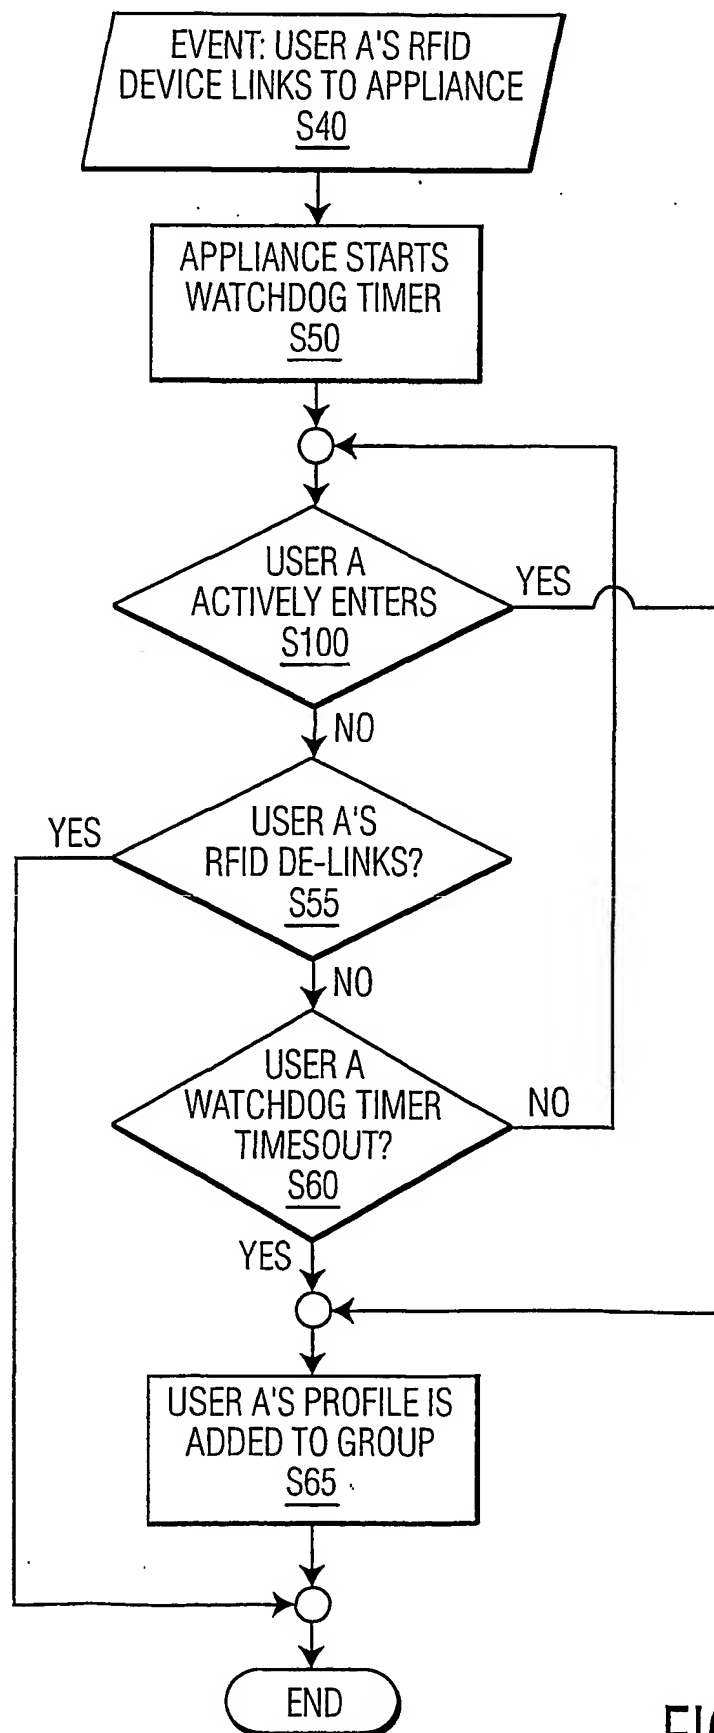 EVENT: USER A'S RFID
DEVICE LINKS TO APPLIANCE
S40
APPLIANCE STARTS
WATCHDOG TIMER
S50
USER A
ACTIVELY ENTERS
S100
YES
NO
USER A'S
RFID DE-LINKS?
S55
YES
NO
USER A
WATCHDOG TIMER
TIMESOUT?
S60
NO
YES
USER A'S PROFILE IS
ADDED TO GROUP
S65
END